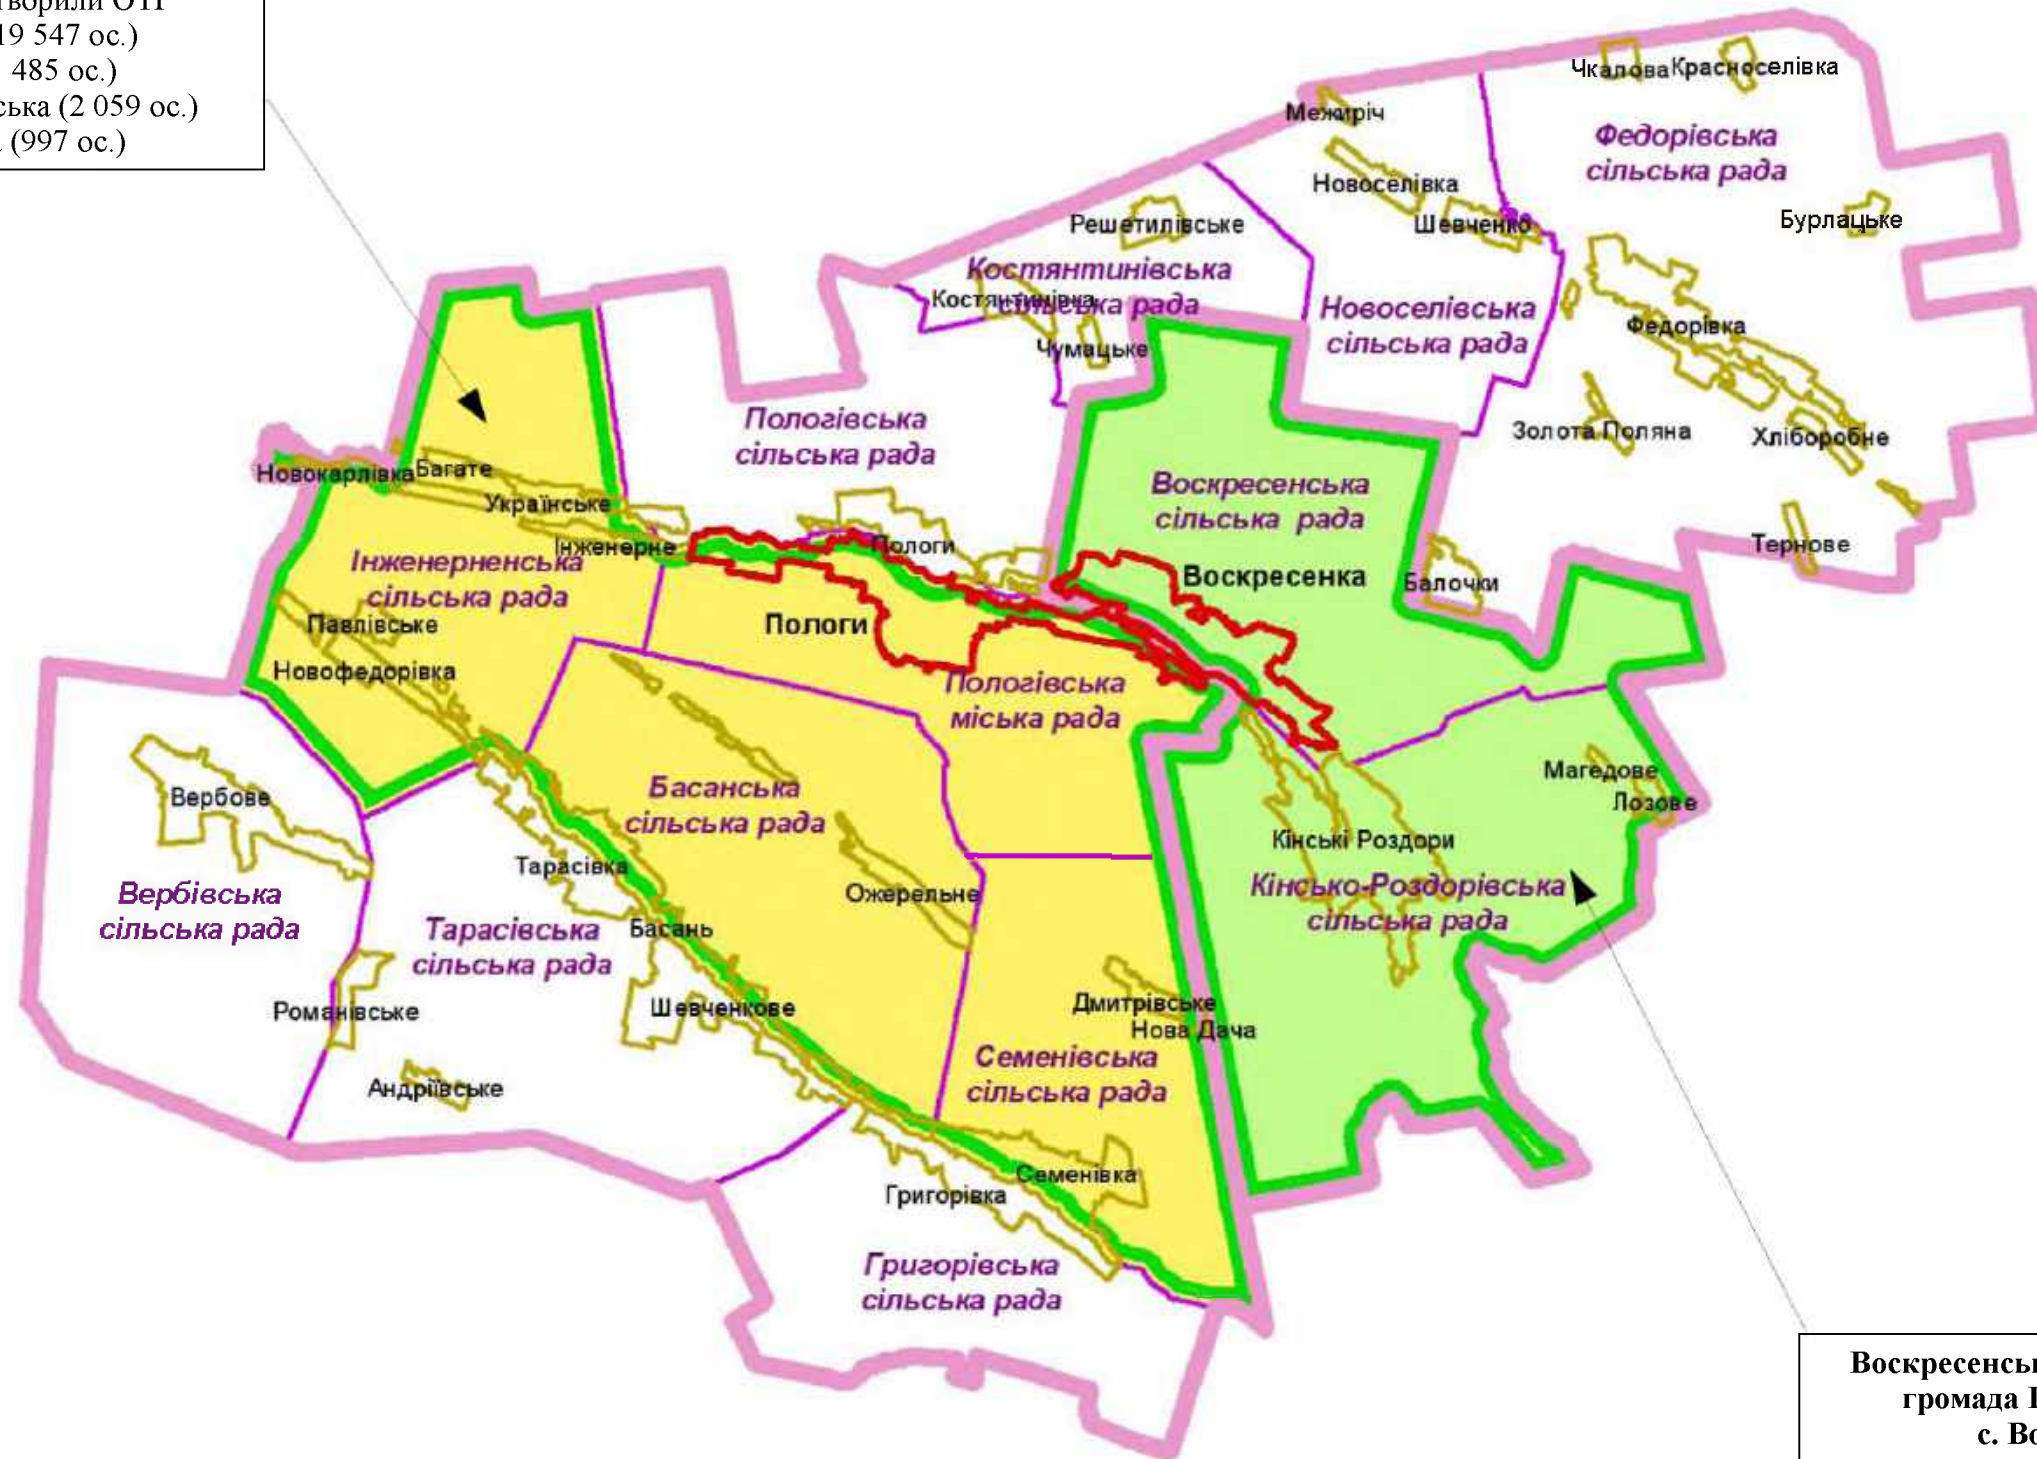 творили ОТГ
19 547 ос.)
485 ос.)
ська (2 059 ос.)
(997 ос.)
Чкалова
Красноселівка
Межиріч
Федорівська
сільська рада
Новоселівка
Шевченко
Бурлацьке
Решетилівське
Костянтинівська
сільська рада
Костянтинівка
Новоселівська
сільська рада
Чумацьке
Федорівка
Пологівська
сільська рада
Золота Поляна
Хліборобне
Новокарлівка
Багате
Українське
Воскресенська
сільська рада
Інженерне
Пологи
Тернове
Інженерненська
сільська рада
Воскресенка
Балочки
Павлівське
Пологи
Новофедорівка
Пологівська
міська рада
Вербове
Басанська
сільська рада
Магедове
Лозове
Кінські Роздори
Тарасівка
Ожерельне
Кінсько-Роздорівська
сільська рада
Вербівська
сільська рада
Тарасівська
сільська рада
Басань
Романівське
Шевченкове
Дмитрівське
Нова Дача
Семенівська
сільська рада
Андріївське
Семенівка
Григорівка
Григорівська
сільська рада
Воскресенсь
громада
с. Во